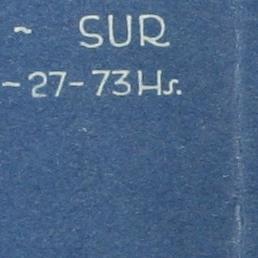 ~ SUR
- 27 - 73 Hs.